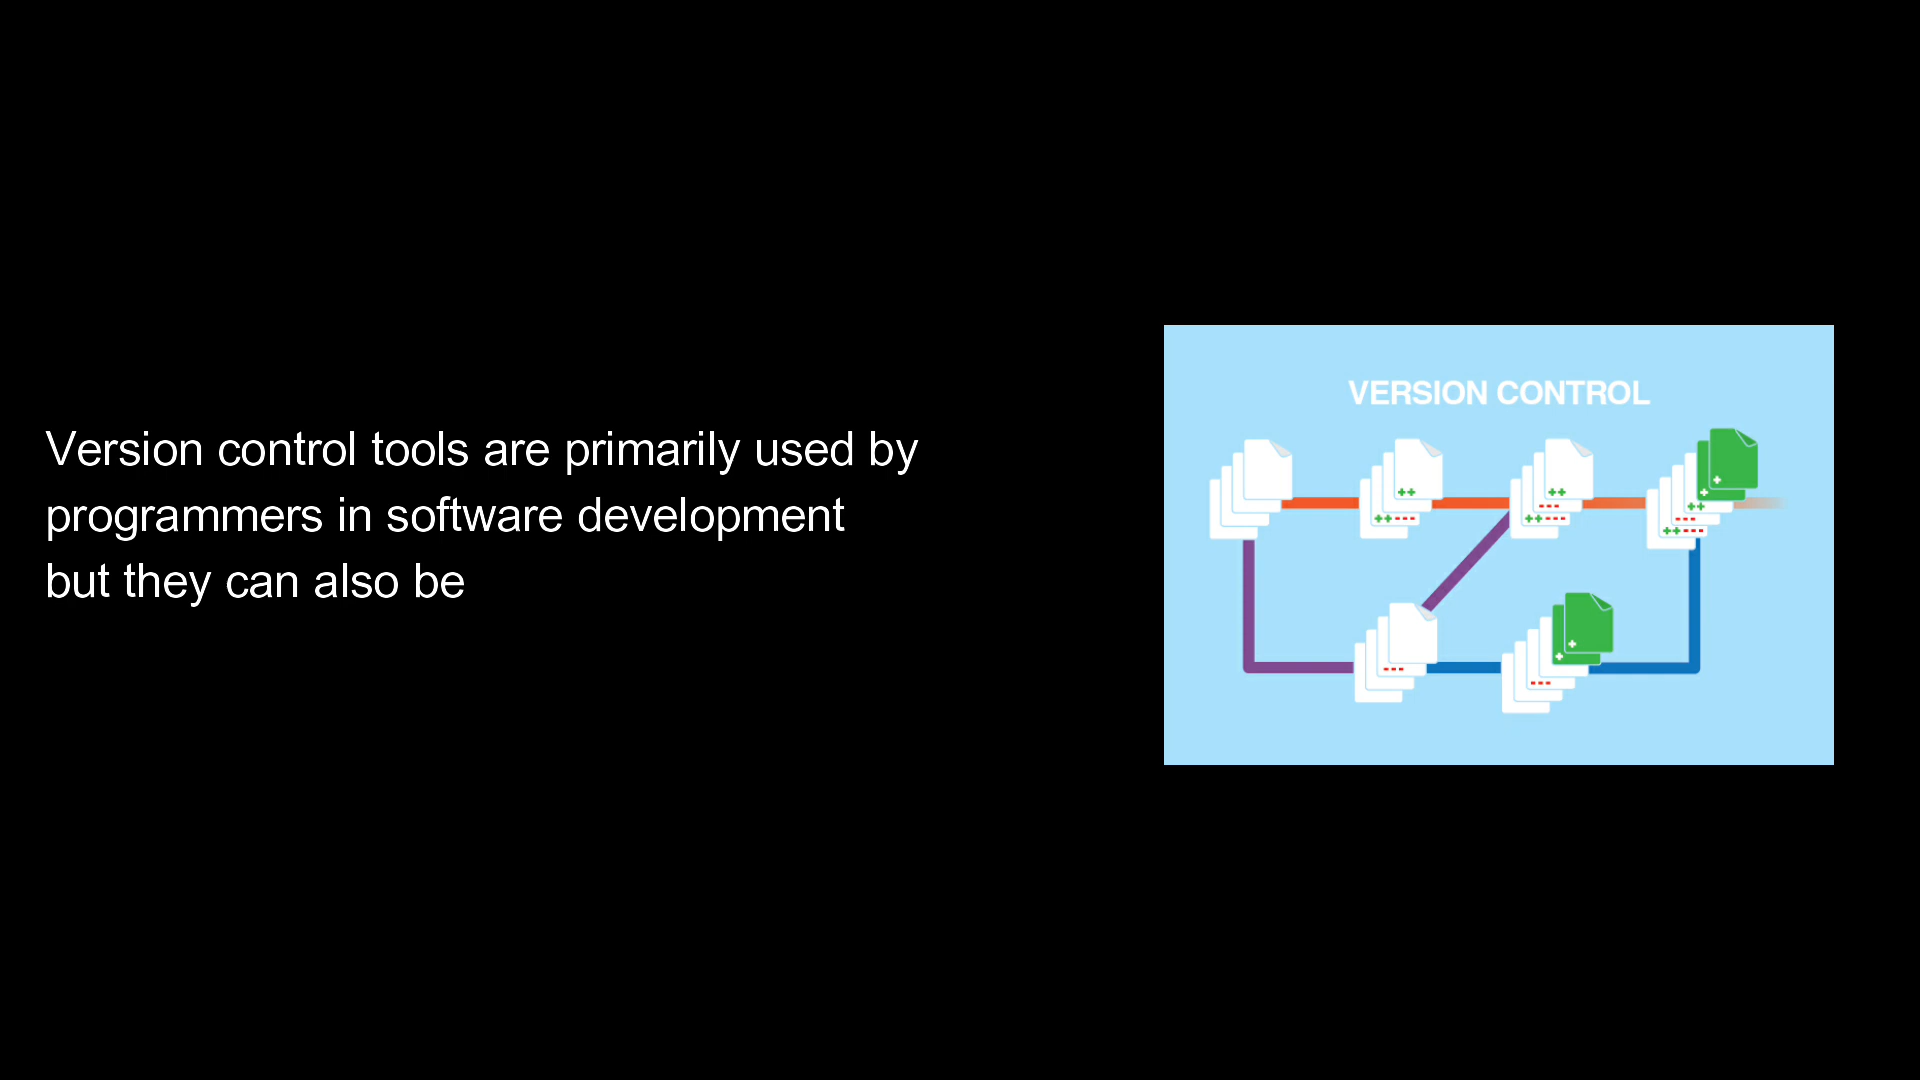 Version control tools are primarily used by
programmers in software development
but they can also be
VERSION CONTROL